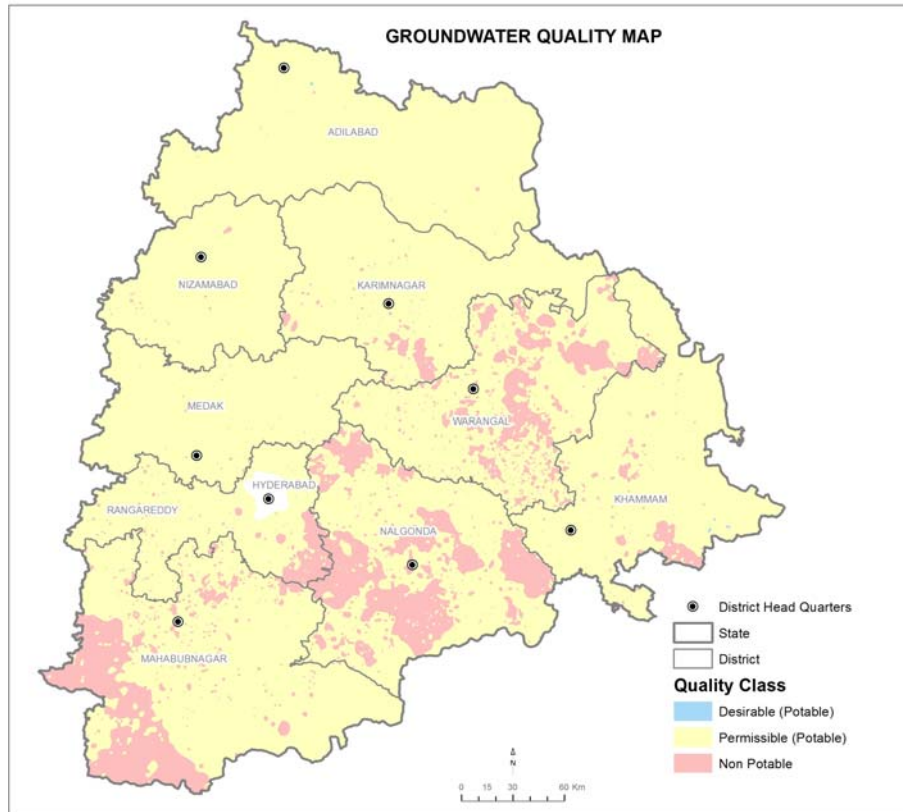 GROUNDWATER QUALITY MAP
ADILABAD
NIZAMABAD
KARIMNAGAR
MEDAK
WARANGAL
HYDERABAD
RANGAREDDY
KHAMMAM
NALGONDA
MAHABUBNAGAR
District Head Quarters
State
District
Quality Class
Desirable (Potable)
Permissible (Potable)
Non Potable
N
0 15 30 60 Km